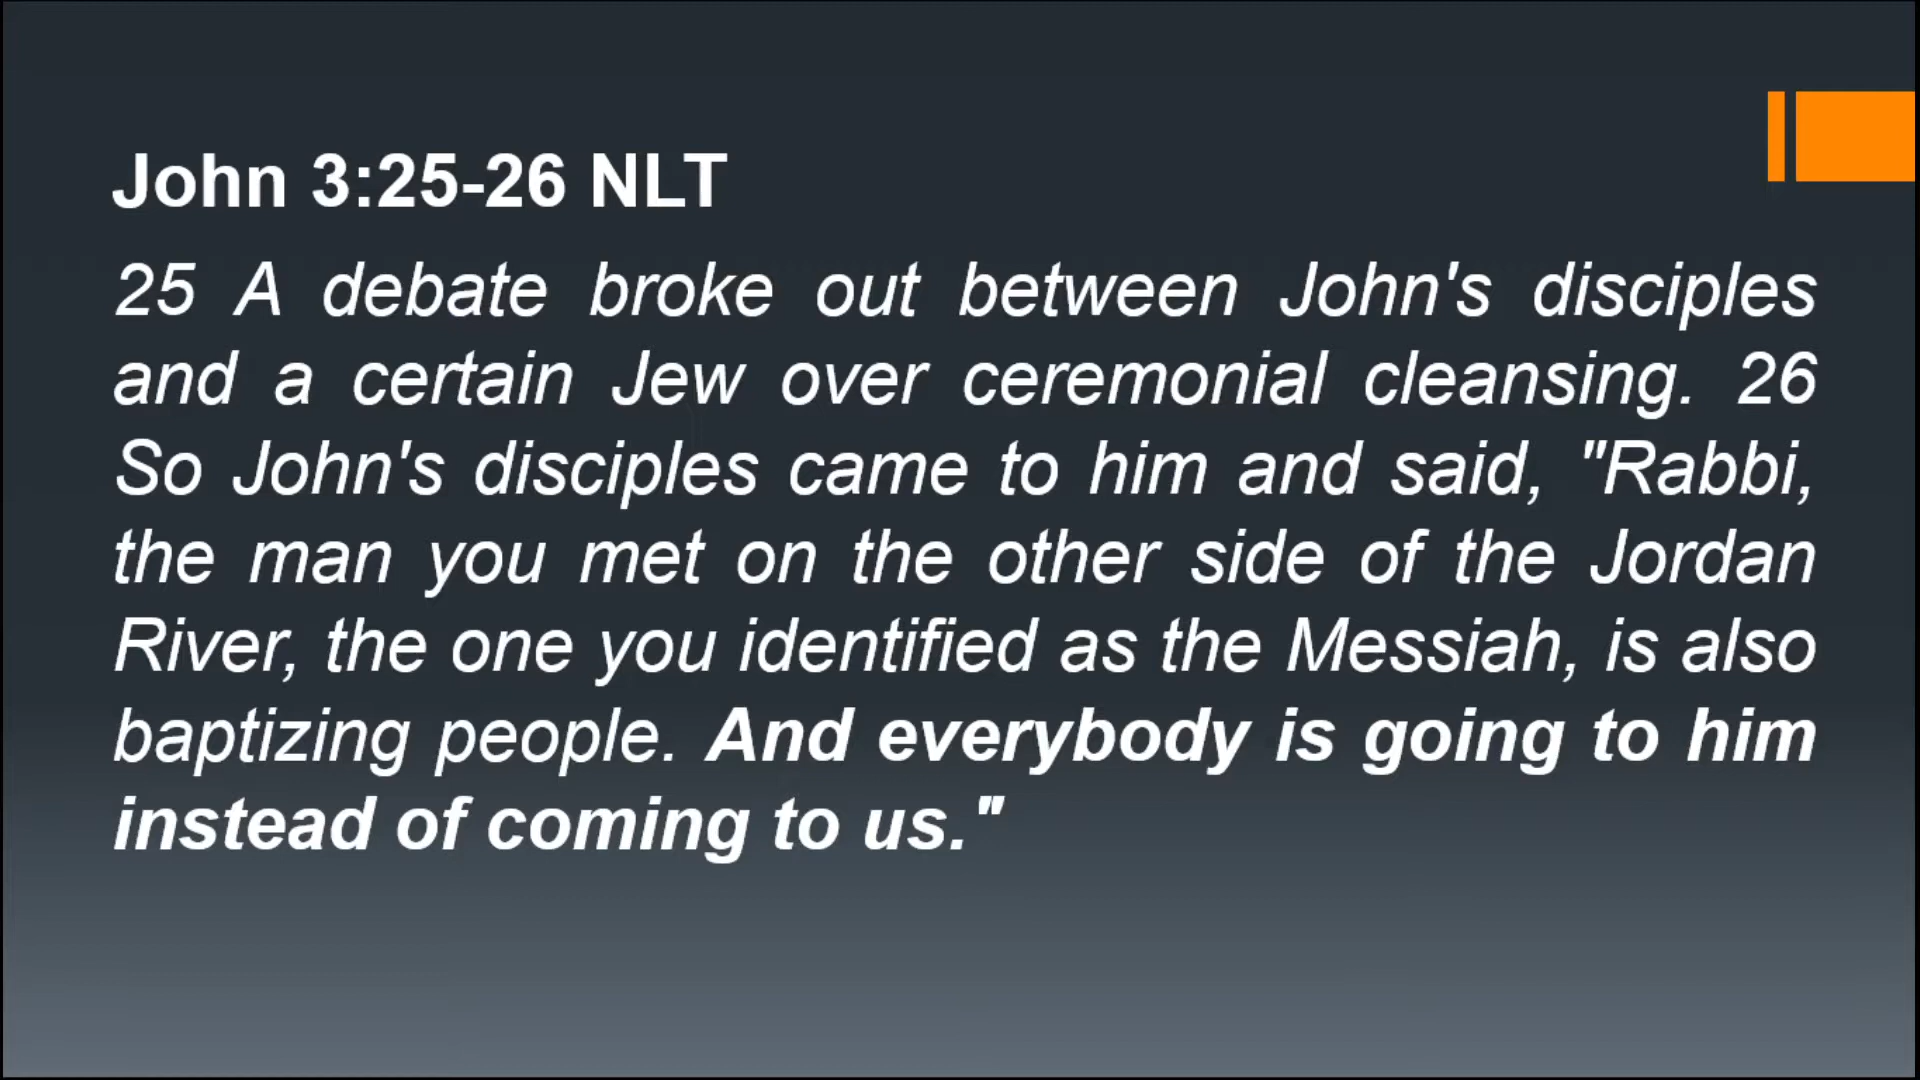 John 3:25-26 NLT
25 A debate broke out between John's disciples
and a certain Jew over ceremonial cleansing. 26
So John's disciples came to him and said, "Rabbi,
the man you met on the other side of the Jordan
River, the one you identified as the Messiah, is also
baptizing people. And everybody is going to him
instead of coming to us."